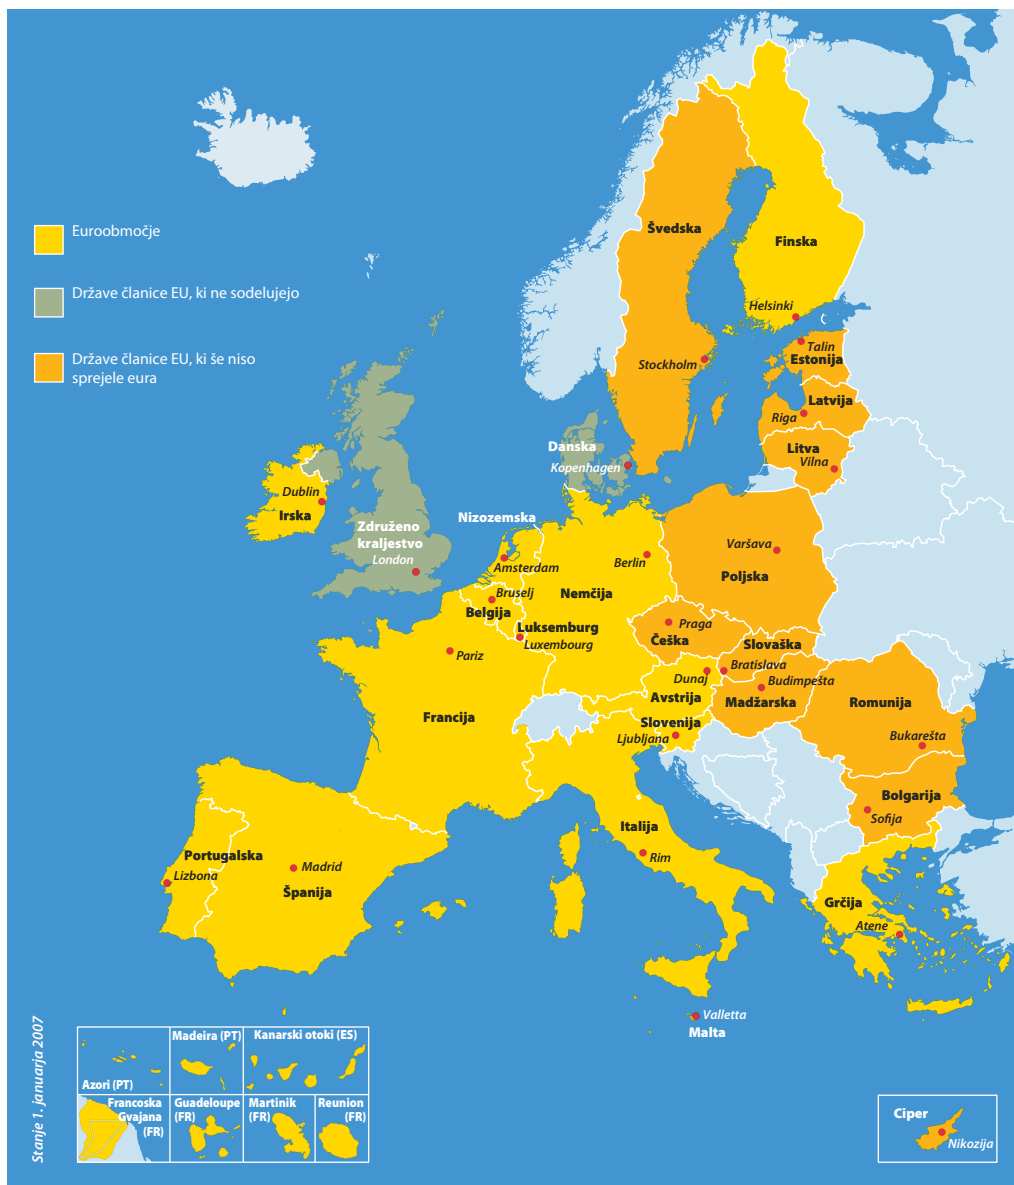 Euroobmočje
Države članice EU, ki ne sodelujejo
Države članice EU, ki še niso
sprejele eura
Švedska
Finska
Helsinki
Talin
Estonija
Stockholm
Latvija
Riga
Litva
Vilna
Danska
Kopenhagen
Dublin
Irska
Združeno
kraljestvo
London
Nizozemska
Amsterdam
Berlin
Varšava
Poljska
Nemčija
Bruselj
Belgija
Luksemburg
Luxembourg
Praga
Češka
Slovaška
Bratislava
Pariz
Dunaj
Budimpešta
Avstrija
Madžarska
Romunija
Francija
Slovenija
Ljubljana
Bukarešta
Bolgarija
Sofija
Italija
Rim
Portugalska
Lizbona
Madrid
Španija
Grčija
Atene
Valletta
Malta
Stanje 1. januarja 2007
Azori (PT)
Madeira (PT)
Kanarski otoki (ES)
Francoska
Gvajana
(FR)
Guadeloupe
(FR)
Martinik
(FR)
Reunion
(FR)
Ciper
Nikozija